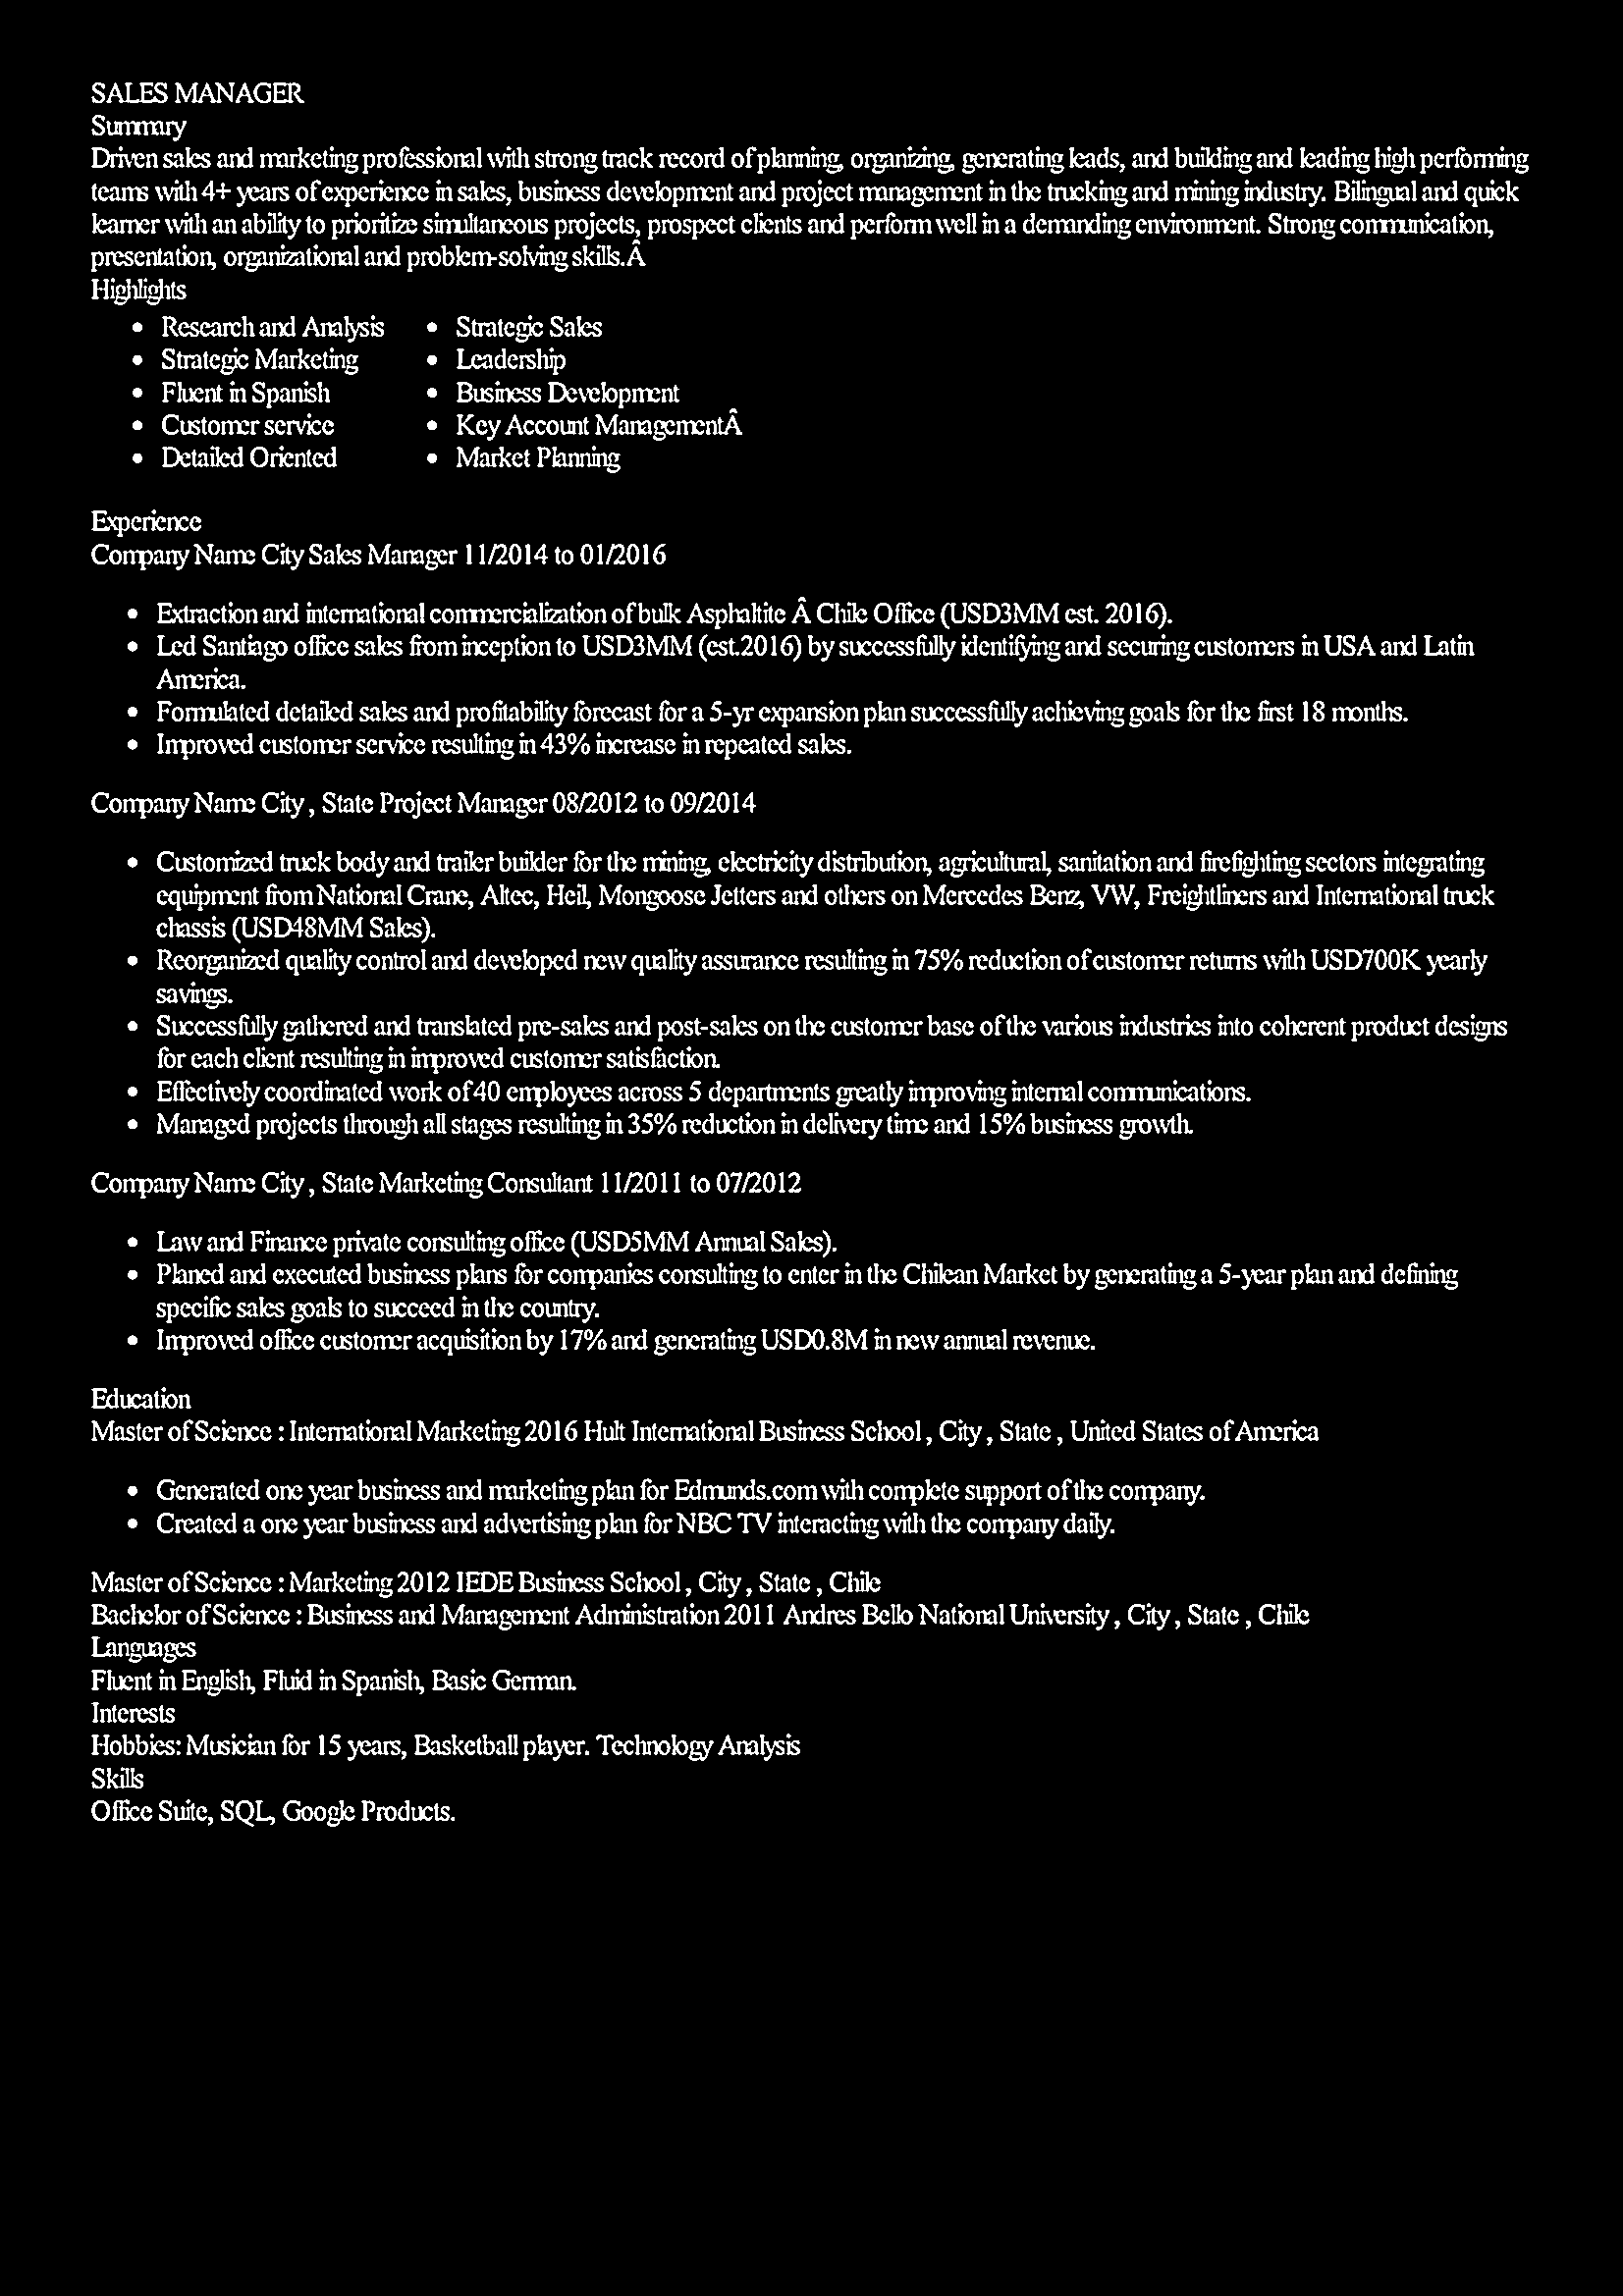 SALES MANAGER
Summary
Driven sales and marketing professional with strong track record of planning, organizing, generating leads, and building and leading high performing
teams with 4+ years of experience in sales, business development and project management in the trucking and mining industry. Bilingual and quick
learner with an ability to prioritize simultaneous projects, prospect clients and perform well in a demanding environment. Strong communication,
presentation, organizational and problem-solving skills.Â
Highlights
• Research and Analysis
• Strategic Marketing
• Fluent in Spanish
• Customer service
• Detailed Oriented
• Strategic Sales
• Leadership
• Business Development
• Key Account ManagementÂ
• Market Planning
Experience
Company Name City Sales Manager 11/2014 to 01/2016
• Extraction and international commercialization of bulk Asphaltite Â Chile Office (USD3MM est. 2016).
• Led Santiago office sales from inception to USD3MM (est.2016) by successfully identifying and securing customers in USA and Latin
America.
• Formulated detailed sales and profitability forecast for a 5-yr expansion plan successfully achieving goals for the first 18 months.
• Improved customer service resulting in 43% increase in repeated sales.
Company Name City , State Project Manager 08/2012 to 09/2014
• Customized truck body and trailer builder for the mining, electricity distribution, agricultural, sanitation and firefighting sectors integrating
equipment from National Crane, Altec, Heil, Mongoose Jetters and others on Mercedes Benz, VW, Freightliners and International truck
chassis (USD48MM Sales).
• Reorganized quality control and developed new quality assurance resulting in 75% reduction of customer returns with USD700K yearly
savings.
• Successfully gathered and translated pre-sales and post-sales on the customer base of the various industries into coherent product designs
for each client resulting in improved customer satisfaction.
• Effectively coordinated work of 40 employees across 5 departments greatly improving internal communications.
• Managed projects through all stages resulting in 35% reduction in delivery time and 15% business growth.
Company Name City , State Marketing Consultant 11/2011 to 07/2012
• Law and Finance private consulting office (USD5MM Annual Sales).
• Planed and executed business plans for companies consulting to enter in the Chilean Market by generating a 5-year plan and defining
specific sales goals to succeed in the country.
• Improved office customer acquisition by 17% and generating USD0.8M in new annual revenue.
Education
Master of Science : International Marketing 2016 Hult International Business School , City , State , United States of America
• Generated one year business and marketing plan for Edmunds.com with complete support of the company.
• Created a one year business and advertising plan for NBC TV interacting with the company daily.
Master of Science : Marketing 2012 IEDE Business School , City , State , Chile
Bachelor of Science : Business and Management Administration 2011 Andres Bello National University , City , State , Chile
Languages
Fluent in English, Fluid in Spanish, Basic German.
Interests
Hobbies: Musician for 15 years, Basketball player. Technology Analysis
Skills
Office Suite, SQL, Google Products.